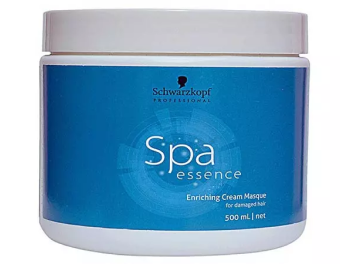 Schwarzkopf
PROFESSIONAL
Spa
essence
Enriching Cream Masque
for damaged hair
500 mL | net